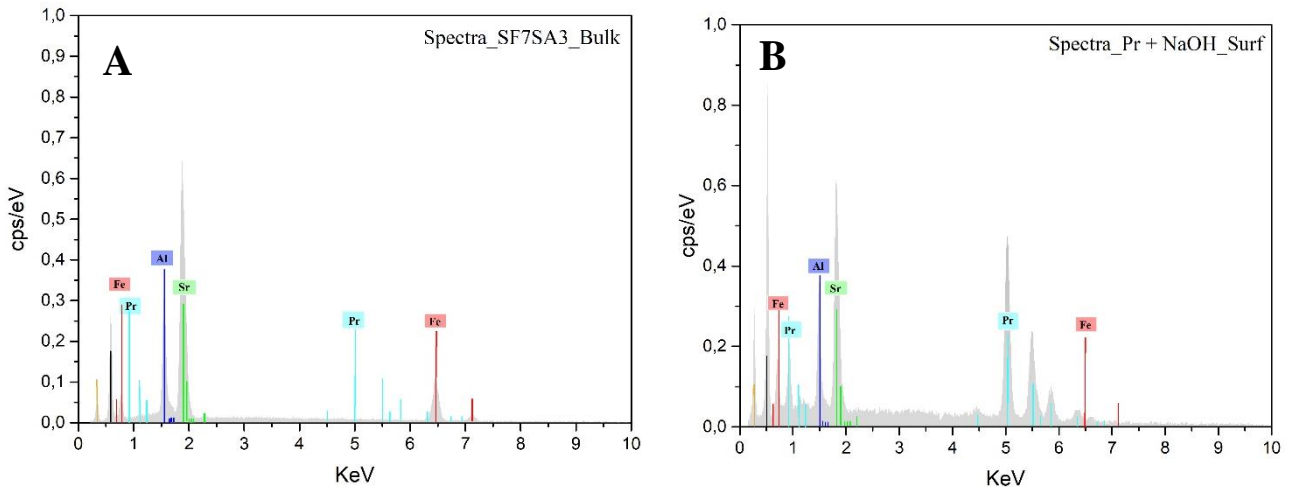 A
Spectra_SF7SA3_Bulk
1,0
0,9
0,8
0,7
0,6
0,5
0,4
0,3
0,2
0,1
0,0
cps/eV
Fe
Pr
Al
Sr
Pr
Fe
0 1 2 3 4 5 6 7 8 9 10
KeV
B
Spectra_Pr + NaOH_Surf
1,0
0,8
0,6
0,4
0,2
0,0
cps/eV
Fe
Pr
Al
Sr
Pr
Fe
0 1 2 3 4 5 6 7 8 9 10
KeV